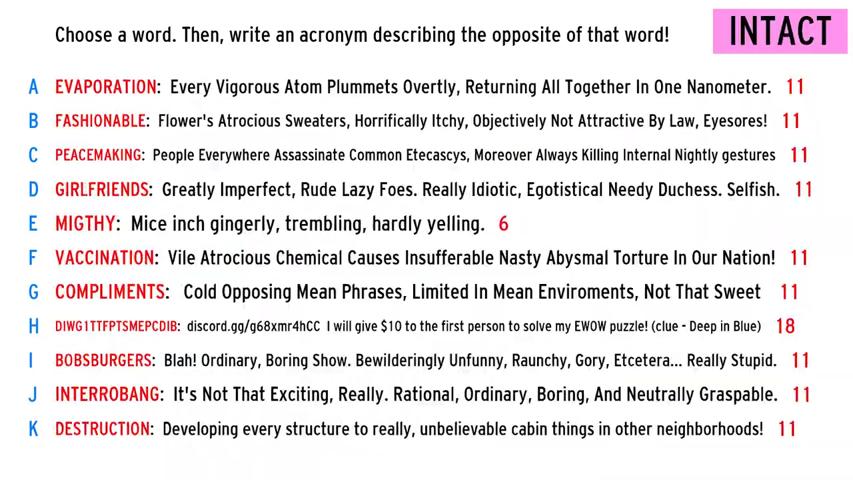 Choose a word. Then, write an acronym describing the opposite of that word!
INTACT
A EVAPORATION: Every Vigorous Atom Plummets Overtly, Returning All Together In One Nanometer. 11
B FASHIONABLE: Flower's Atrocious Sweaters, Horrifically Itchy, Objectively Not Attractive By Law, Eyesores! 11
C PEACEMAKING: People Everywhere Assassinate Common Etecascys, Moreover Always Killing Internal Nightly gestures 11
D GIRLFRIENDS: Greatly Imperfect, Rude Lazy Foes. Really Idiotic, Egotistical Needy Duchess. Selfish. 11
E MIGTHY: Mice inch gingerly, trembling, hardly yelling. 6
F VACCINATION: Vile Atrocious Chemical Causes Insufferable Nasty Abysmal Torture In Our Nation! 11
G COMPLIMENTS: Cold Opposing Mean Phrases, Limited In Mean Enviroments, Not That Sweet 11
H DIWG1TTFPTSMEPCDIB: discord.gg/g68xmr4hCC I will give $10 to the first person to solve my EWOW puzzle! (clue - Deep in Blue) 18
I BOBSBURGERS: Blah! Ordinary, Boring Show. Bewilderingly Unfunny, Raunchy, Gory, Etcetera... Really Stupid. 11
J INTERROBANG: It's Not That Exciting, Really. Rational, Ordinary, Boring, And Neutrally Graspable. 11
K DESTRUCTION: Developing every structure to really, unbelievable cabin things in other neighborhoods! 11